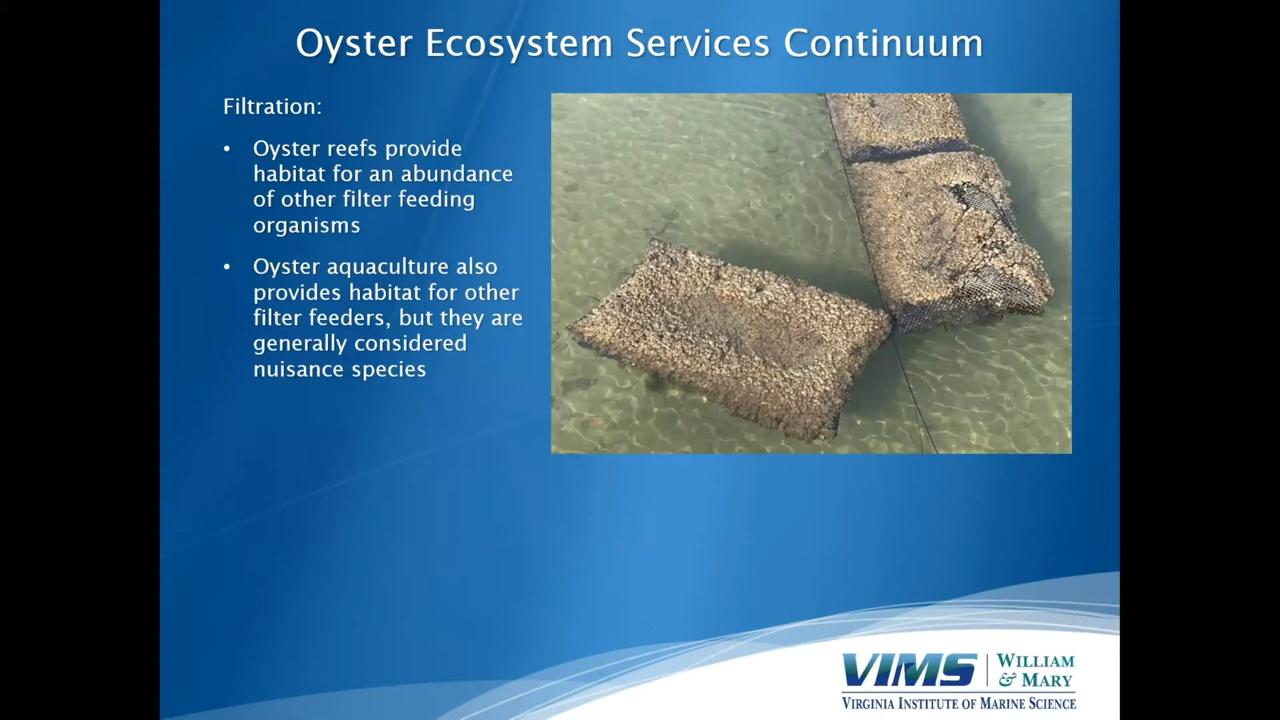 Oyster Ecosystem Services Continuum
Filtration:
• Oyster reefs provide
habitat for an abundance
of other filter feeding
organisms
• Oyster aquaculture also
provides habitat for other
filter feeders, but they are
generally considered
nuisance species
VIMS | WILLIAM
& MARY
VIRGINIA INSTITUTE OF MARINE SCIENCE